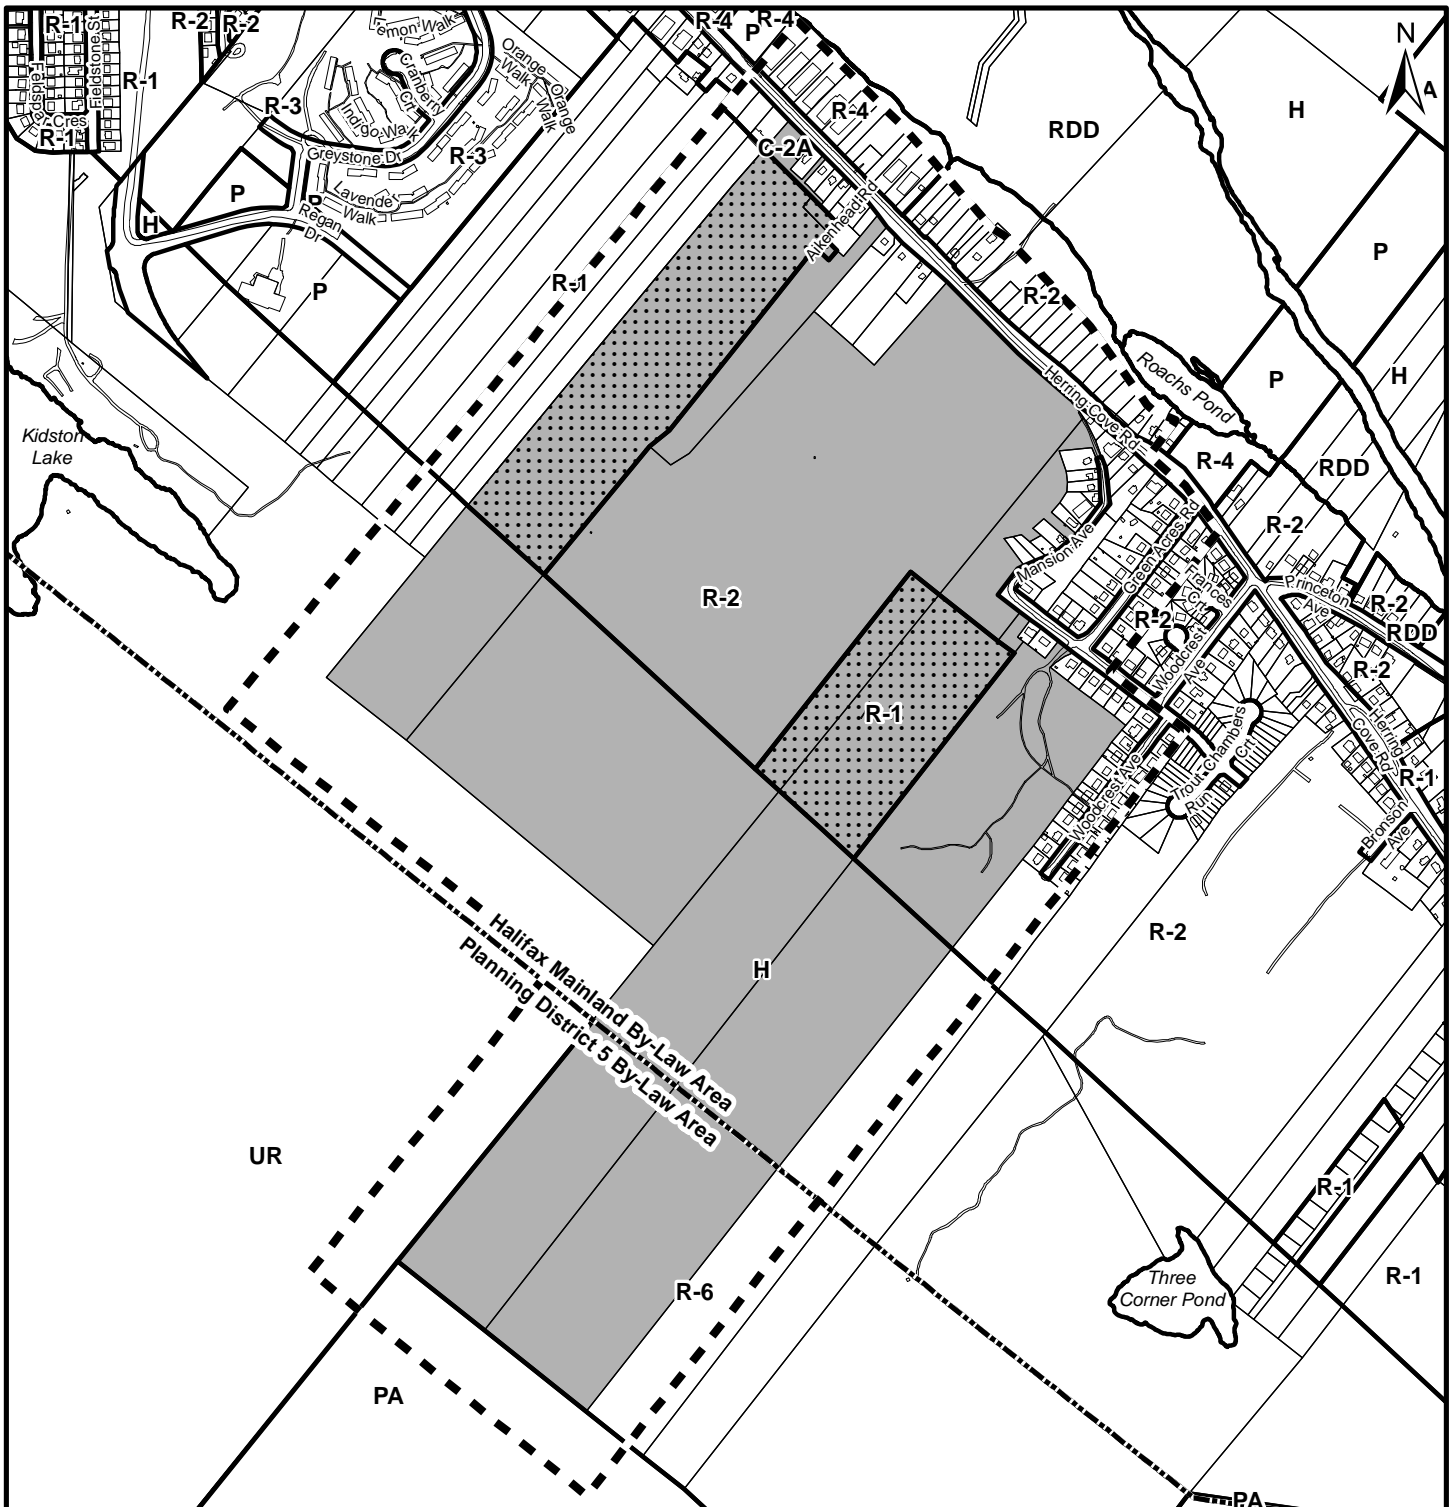 R-1
R-2
R-2
Lemon Walk
R-4
R-4
P
N
A
Fieldstone St
R-1
Orange
Walk
Orange
Walk
Cranberry
Crt
R-3
Indigo Walk
R-4
H
RDD
Cres
R-1
Greystone Dr
R-3
C-2A
P
Lavende
Walk
H
Regan
Dr
Aikenhead Rd
P
P
R-1
R-2
Roachs Pond
P
H
Herring Cove Rd
Kidston
Lake
R-4
RDD
R-2
Green Acres Rd
Mansion Ave
Frances
Crt
Princeton
Ave
R-2
R-2
R-2
RDD
Woodcrest
Ave
R-2
R-1
Chambers
Crt
Herring
Cove Rd
Trout
Run
R-1
Woodcrest Ave
Bronson
Ave
R-2
H
Halifax Mainland By-Law Area
Planning District 5 By-Law Area
UR
R-1
R-6
Three
Corner Pond
R-1
PA
PA